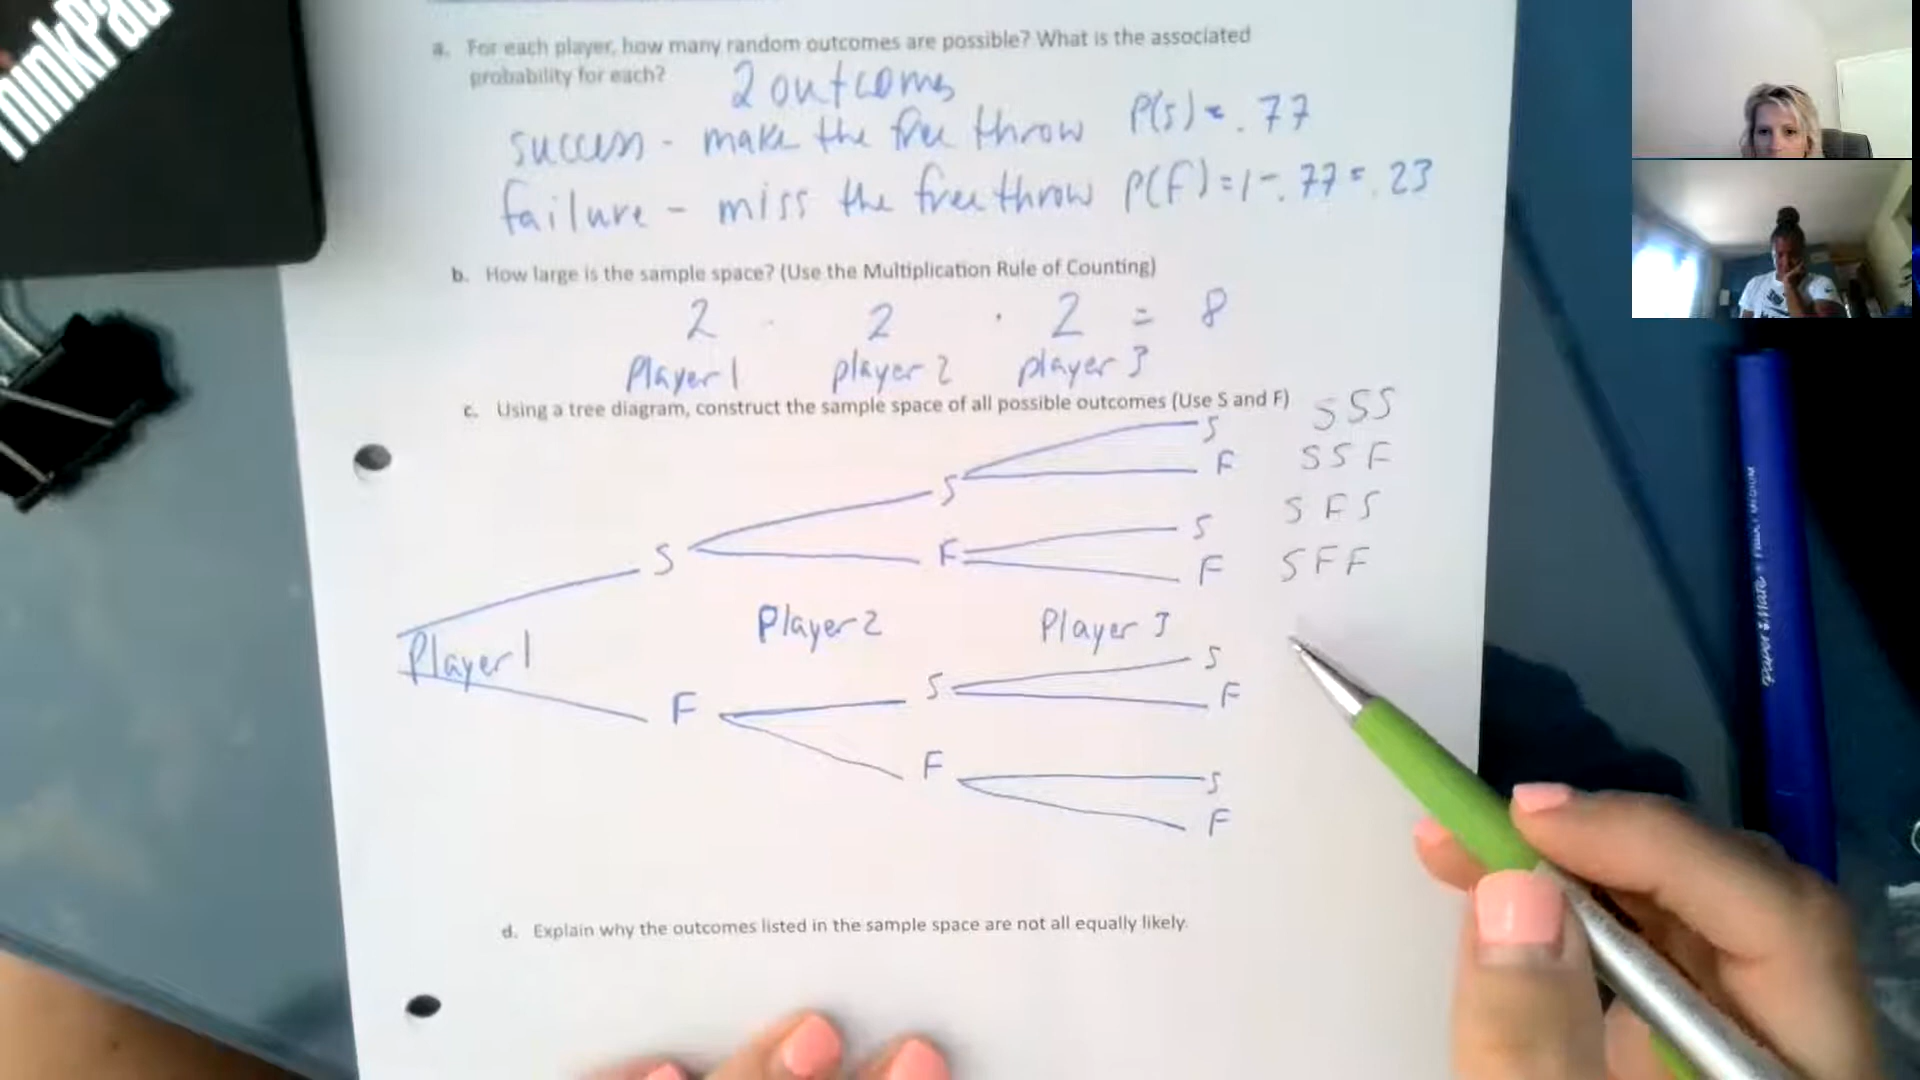 ThinkPad
a. For each player, how many random outcomes are possible? What is the associated
probability for each?
2 outcoms
success - make the free throw P(s) = .77
failure - miss the free throw P(F) = 1 - .77 = .23
b. How large is the sample space? (Use the Multiplication Rule of Counting)
2 · 2 · 2 = 8
Player 1 player 2 player 3
c. Using a tree diagram, construct the sample space of all possible outcomes (Use S and F)
S SSS
F SSF
S
S SFS
S F
F SFF
Player 1 Player 2 Player 3
S
S F
F
F S
F
d. Explain why the outcomes listed in the sample space are not all equally likely.